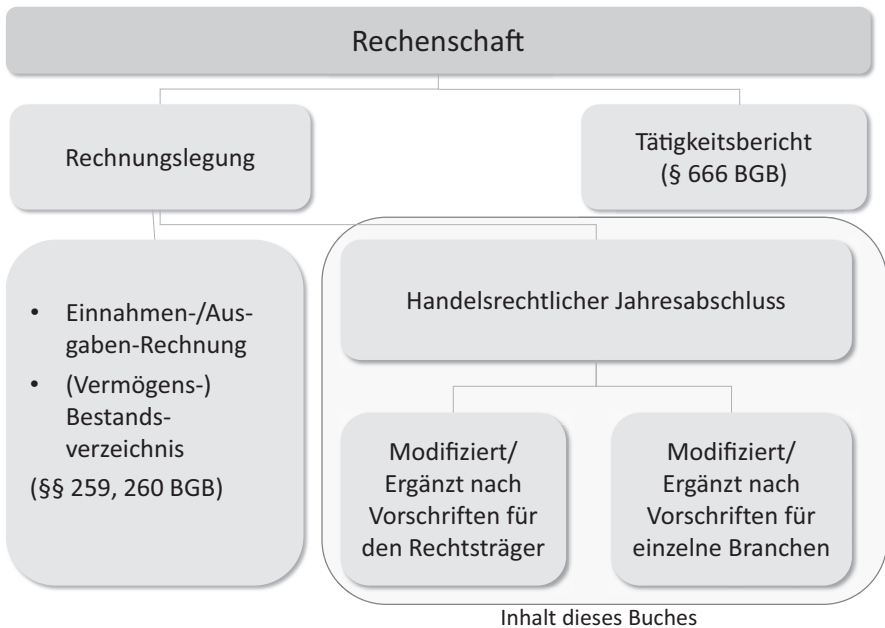 Rechenschaft
Rechnungslegung
Tätigkeitsbericht
(§ 666 BGB)
• Einnahmen-/Aus-
gaben-Rechnung
• (Vermögens-)
Bestands-
verzeichnis
(§§ 259, 260 BGB)
Handelsrechtlicher Jahresabschluss
Modifiziert/
Ergänzt nach
Vorschriften für
den Rechtsträger
Modifiziert/
Ergänzt nach
Vorschriften für
einzelne Branchen
Inhalt dieses Buches